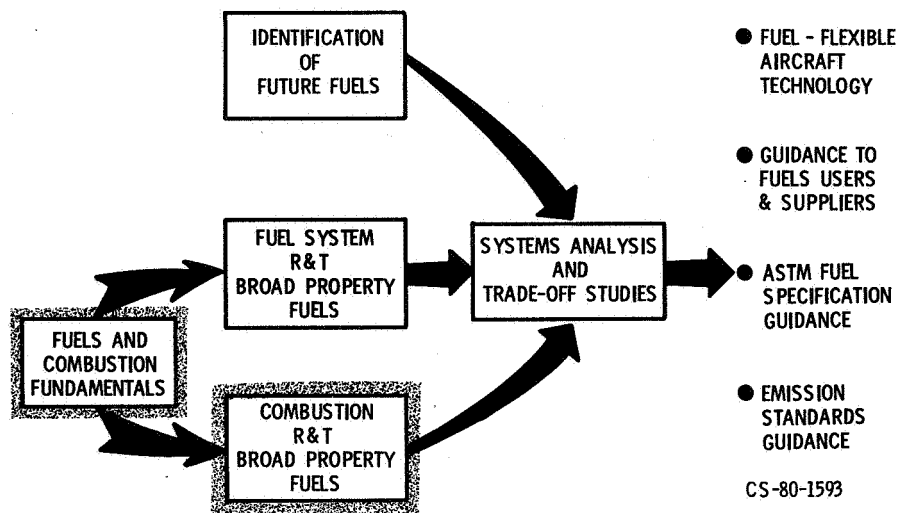 IDENTIFICATION
OF
FUTURE FUELS
FUEL SYSTEM
R&T
BROAD PROPERTY
FUELS
FUELS AND
COMBUSTION
FUNDAMENTALS
COMBUSTION
R&T
BROAD PROPERTY
FUELS
SYSTEMS ANALYSIS
AND
TRADE-OFF STUDIES
● FUEL - FLEXIBLE
AIRCRAFT
TECHNOLOGY
● GUIDANCE TO
FUELS USERS
& SUPPLIERS
● ASTM FUEL
SPECIFICATION
GUIDANCE
● EMISSION
STANDARDS
GUIDANCE
CS-80-1593